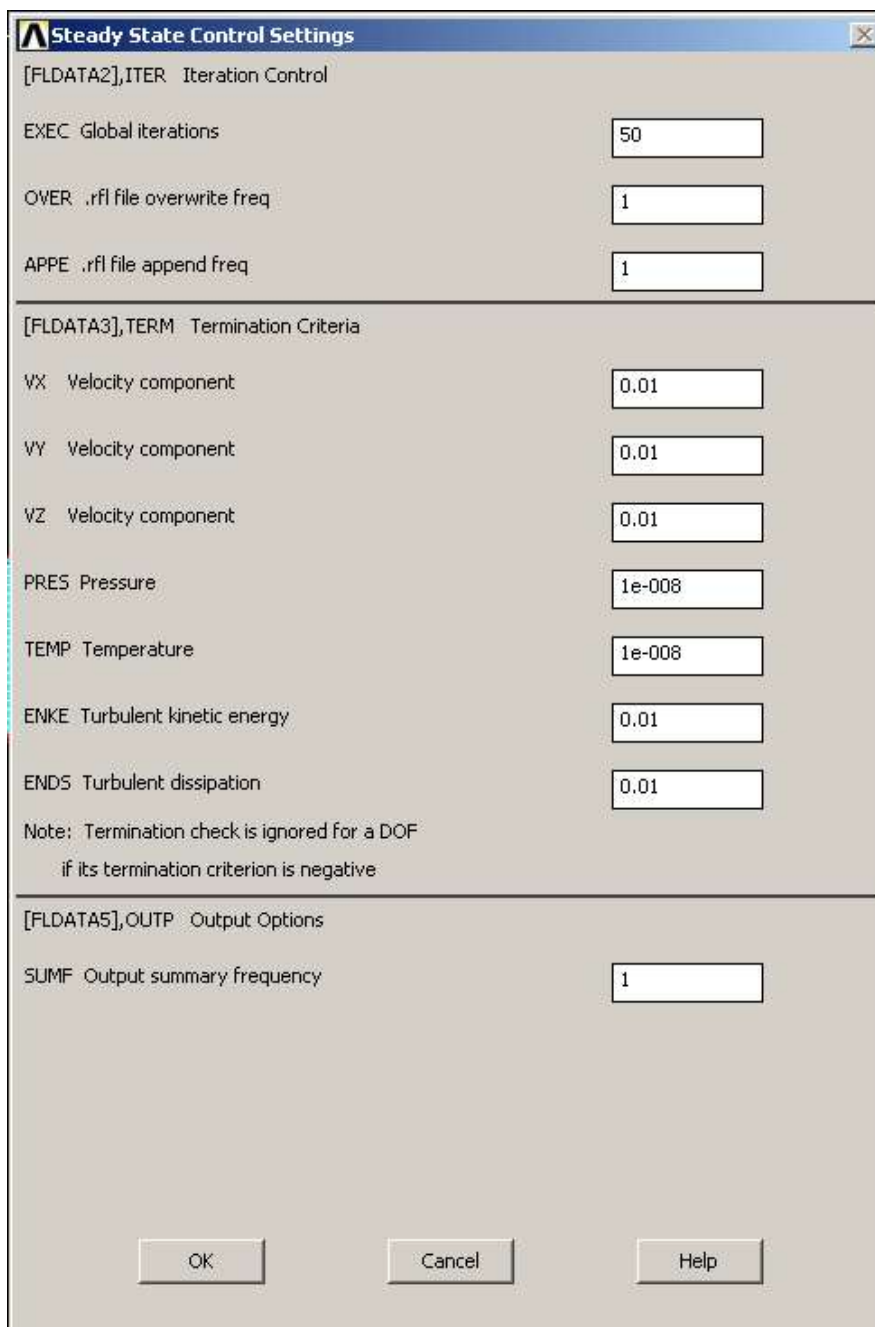 Steady State Control Settings
[FLDATA2],ITER Iteration Control
EXEC Global iterations 50
OVER .rfl file overwrite freq 1
APPE .rfl file append freq 1
[FLDATA3],TERM Termination Criteria
VX Velocity component 0.01
VY Velocity component 0.01
VZ Velocity component 0.01
PRES Pressure 1e-008
TEMP Temperature 1e-008
ENKE Turbulent kinetic energy 0.01
ENDS Turbulent dissipation 0.01
Note: Termination check is ignored for a DOF
if its termination criterion is negative
[FLDATA5],OUTP Output Options
SUMF Output summary frequency 1
OK Cancel Help